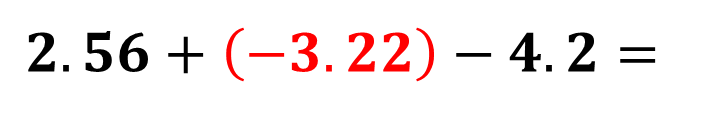 2.56 + (−3.22) − 4.2 =